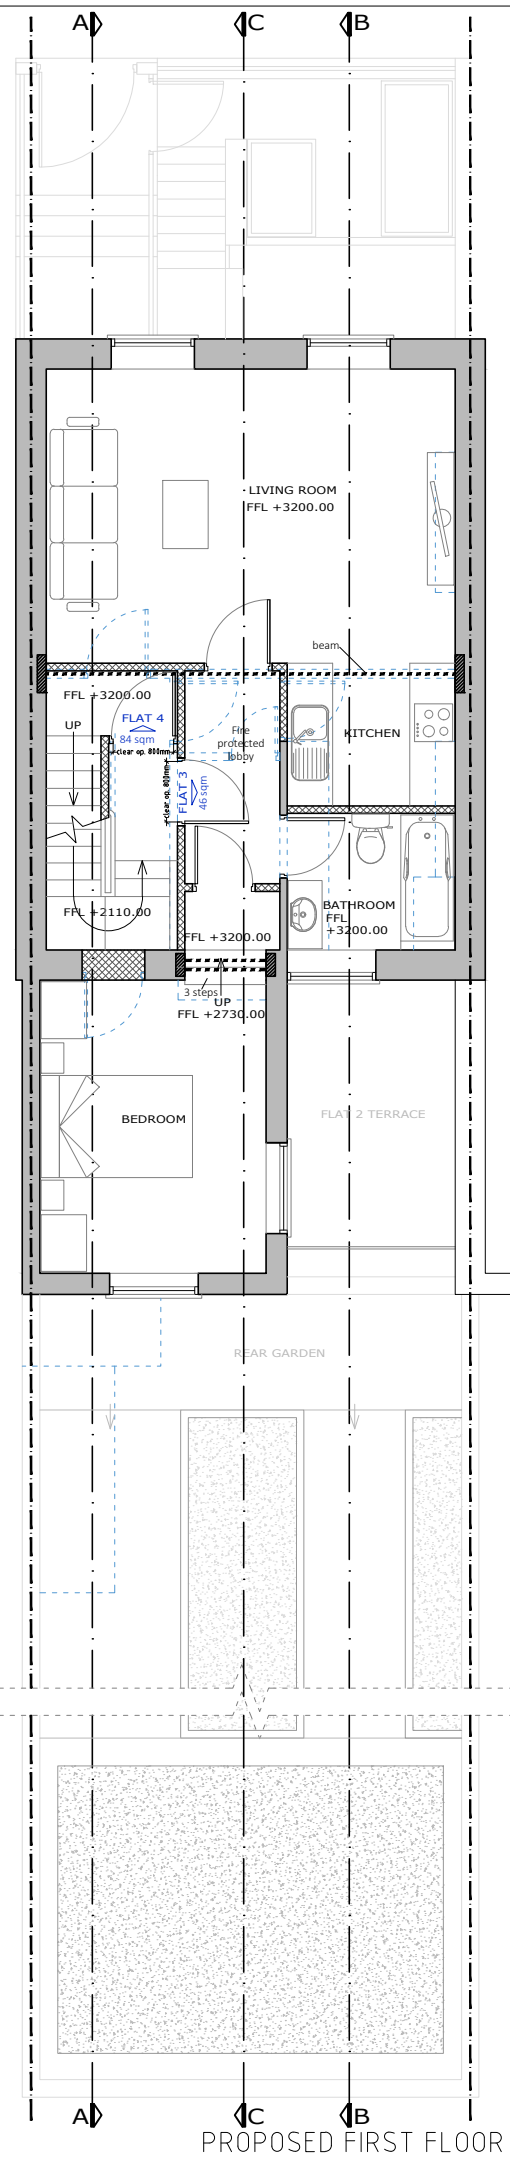 A C B
LIVING ROOM
FFL +3200.00
beam
FFL +3200.00
UP
FLAT 4
84 sqm
clear op. 800mm
Fire
protected
lobby
KITCHEN
clear op. 800mm
FLAT 3
46 sqm
FFL +2110.00
BATHROOM
FFL
+3200.00
FFL +3200.00
3 steps
UP
FFL +2730.00
BEDROOM
FLAT 2 TERRACE
REAR GARDEN
A C B
PROPOSED FIRST FLOOR